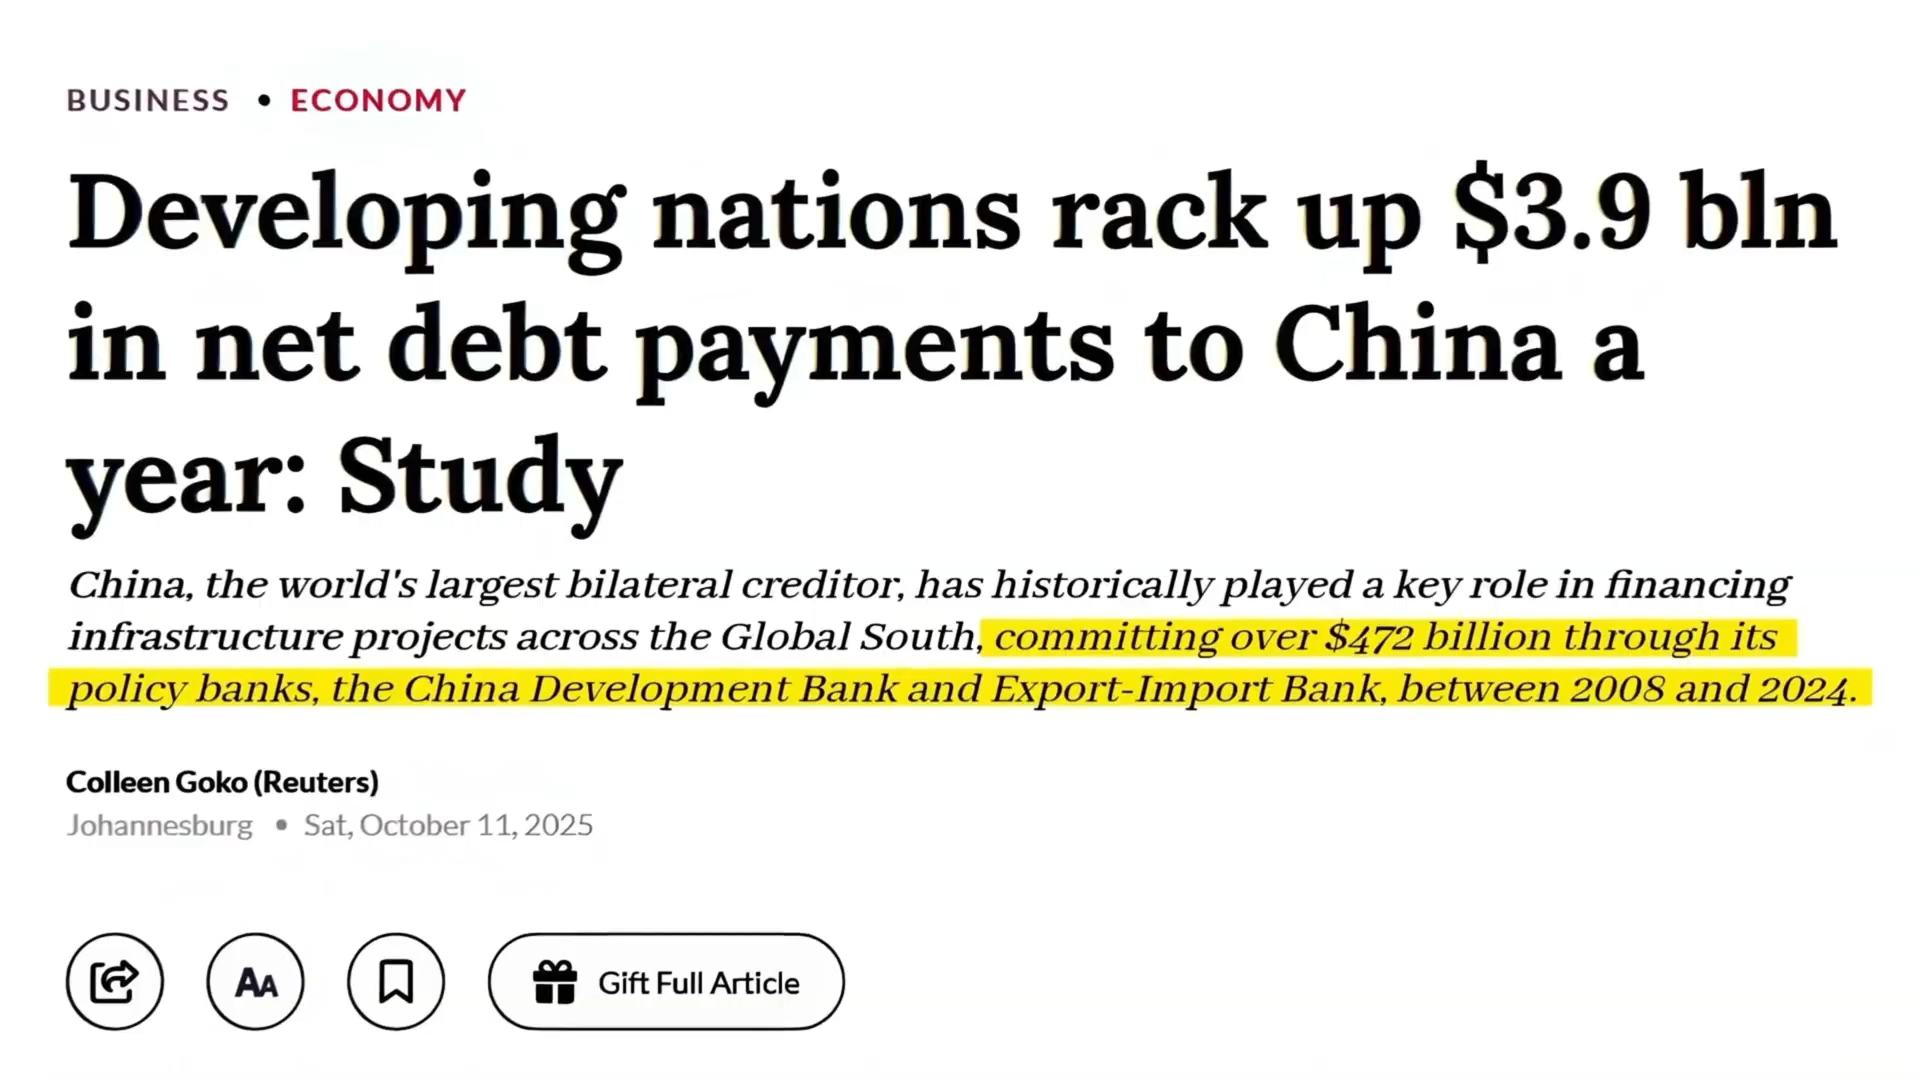 BUSINESS • ECONOMY
Developing nations rack up $3.9 bln
in net debt payments to China a
year: Study
China, the world's largest bilateral creditor, has historically played a key role in financing
infrastructure projects across the Global South, committing over $472 billion through its
policy banks, the China Development Bank and Export-Import Bank, between 2008 and 2024.
Colleen Goko (Reuters)
Johannesburg • Sat, October 11, 2025
AA
Gift Full Article